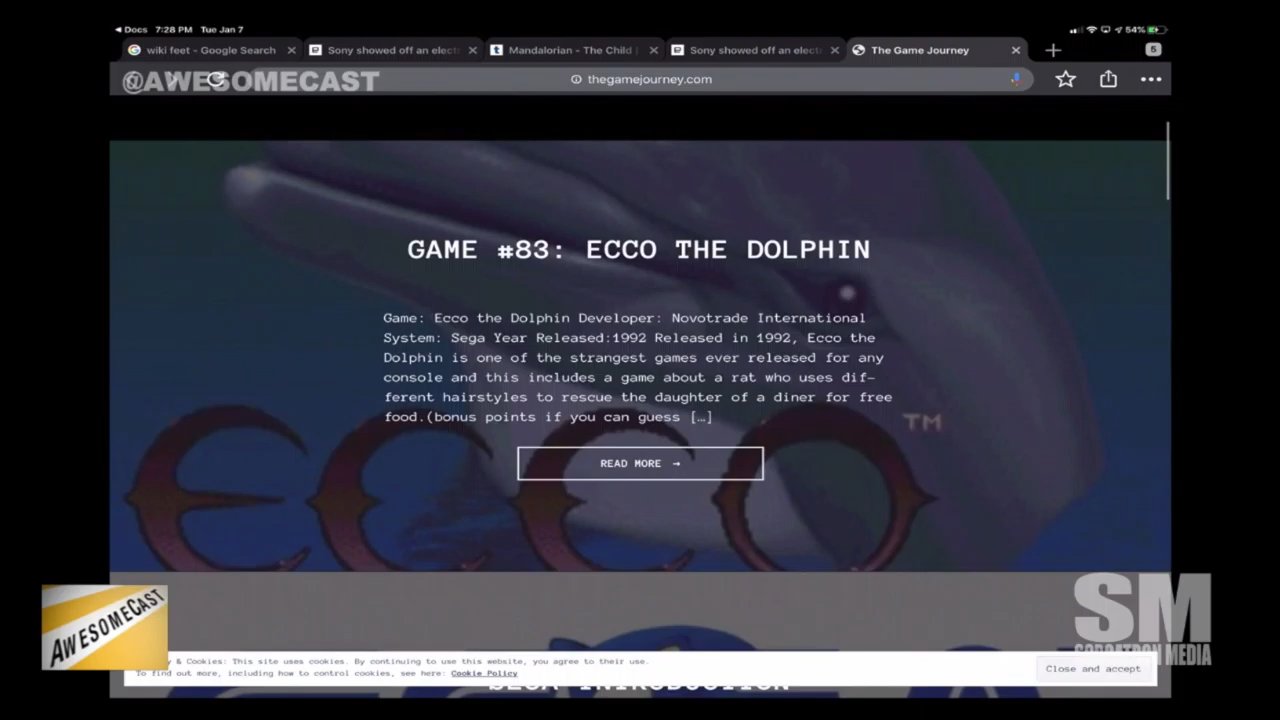 Docs 7:28 PM Tue Jan 7
54%
wiki feet - Google Search
Sony showed off an elect
Mandalorian - The Child |
Sony showed off an elect
The Game Journey
5
@AWESOMECAST
thegamejourney.com
GAME #83: ECCO THE DOLPHIN
Game: Ecco the Dolphin Developer: Novotrade International
System: Sega Year Released:1992 Released in 1992, Ecco the
Dolphin is one of the strangest games ever released for any
console and this includes a game about a rat who uses dif-
ferent hairstyles to rescue the daughter of a diner for free
food.(bonus points if you can guess […]
TM
READ MORE →
ECCO
AWESOMECAST
SM
SORGATRON MEDIA
y & Cookies: This site uses cookies. By continuing to use this website, you agree to their use.
To find out more, including how to control cookies, see here: Cookie Policy
Close and accept
SEGA INTRODUCTION